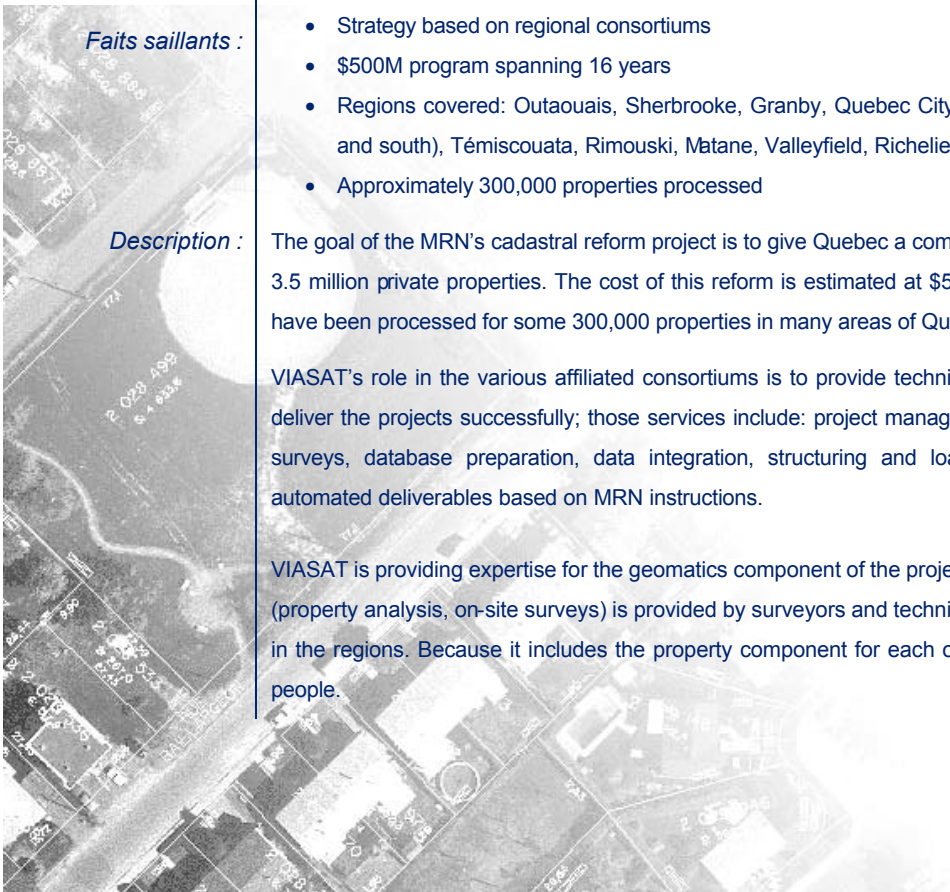 Faits saillants :
• Strategy based on regional consortiums
• $500M program spanning 16 years
• Regions covered: Outaouais, Sherbrooke, Granby, Quebec City
and south), Témiscouata, Rimouski, Matane, Valleyfield, Richelie
• Approximately 300,000 properties processed
Description :
The goal of the MRN's cadastral reform project is to give Quebec a com
3.5 million private properties. The cost of this reform is estimated at $5
have been processed for some 300,000 properties in many areas of Qu
VIASAT's role in the various affiliated consortiums is to provide techni
deliver the projects successfully; those services include: project manag
surveys, database preparation, data integration, structuring and loa
automated deliverables based on MRN instructions.
VIASAT is providing expertise for the geomatics component of the proje
(property analysis, on-site surveys) is provided by surveyors and techni
in the regions. Because it includes the property component for each c
people.
2 028 499